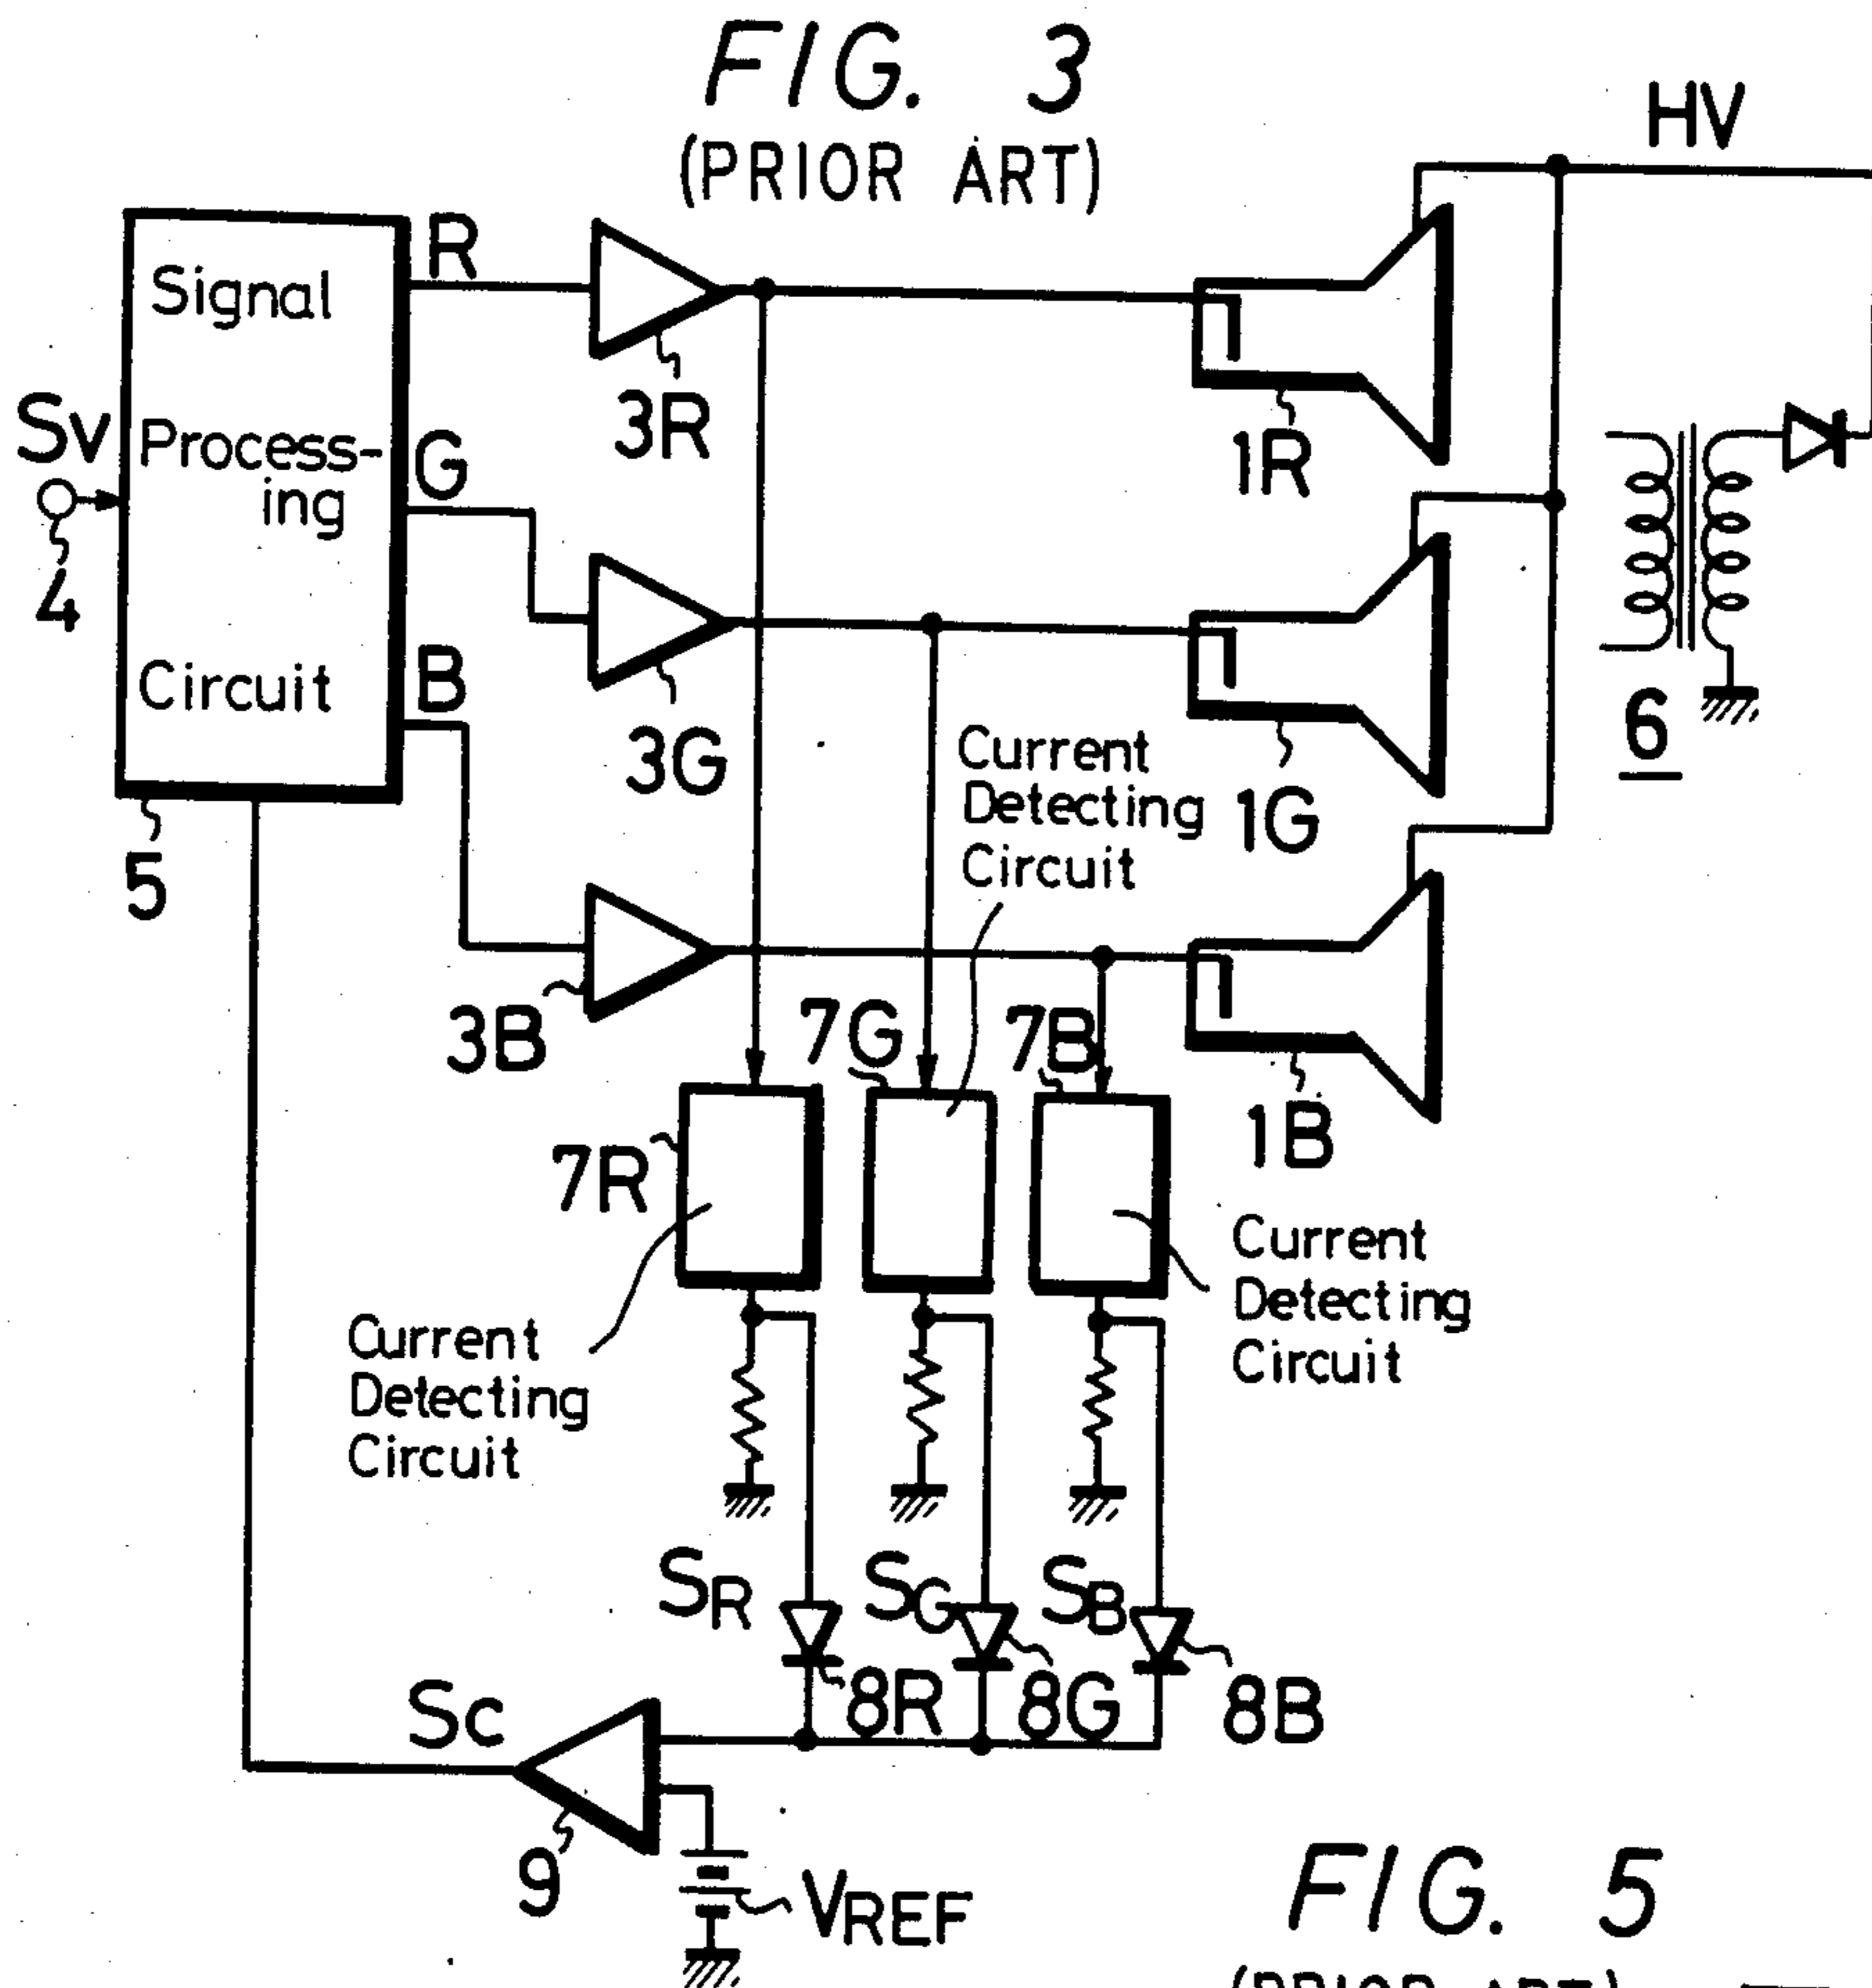 FIG. 3
(PRIOR ART)
HV
Signal
Process-
ing
Circuit
R
G
B
Sv
4
5
3R
3G
3B
1R
1G
1B
6
Current
Detecting
Circuit
7G
7B
7R
Current
Detecting
Circuit
Current
Detecting
Circuit
SR
SG
SB
8R
8G
8B
Sc
9
VREF
FIG. 5
(PRIOR ART)